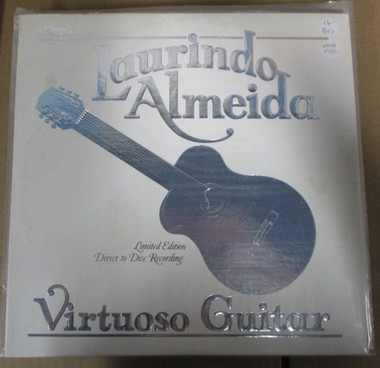 Laurindo
Almeida
Limited Edition
Direct to Disc Recording
Virtuoso Guitar